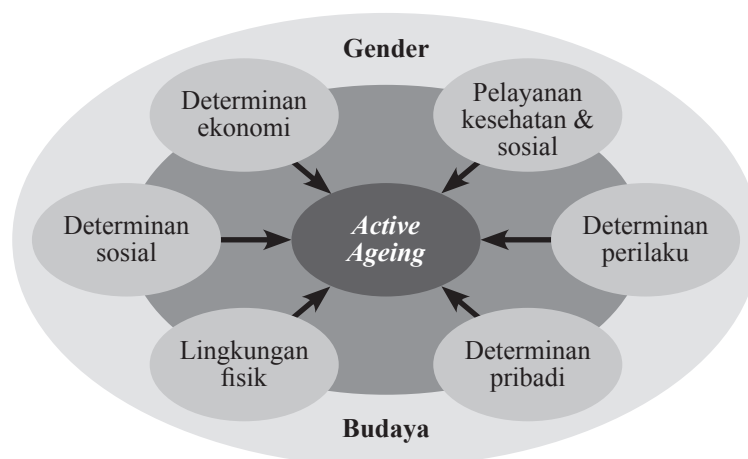 Gender
Determinan
ekonomi
Pelayanan
kesehatan &
sosial
Determinan
sosial
Active
Ageing
Determinan
perilaku
Lingkungan
fisik
Determinan
pribadi
Budaya